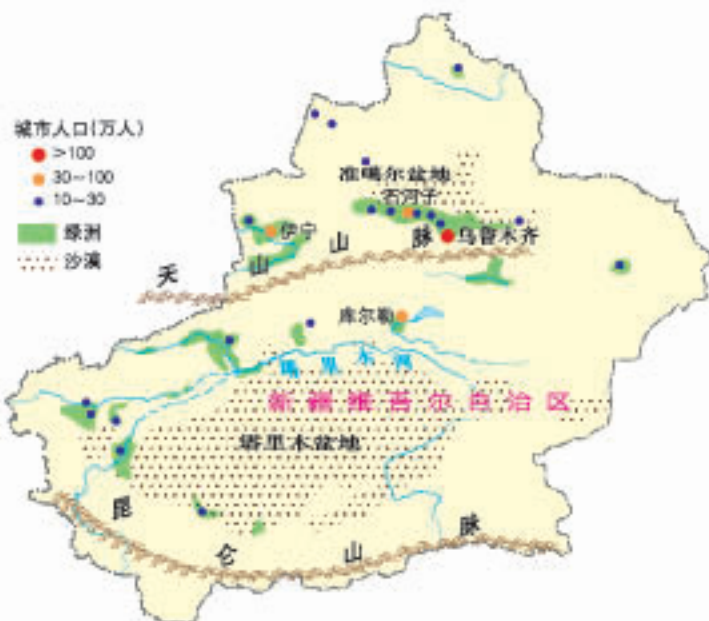 城市人口(万人)
>100
30~100
10~30
绿洲
沙漠
准噶尔盆地
石河子
伊宁
乌鲁木齐
天山山脉
库尔勒
塔里木河
新疆维吾尔自治区
塔里木盆地
昆仑山脉